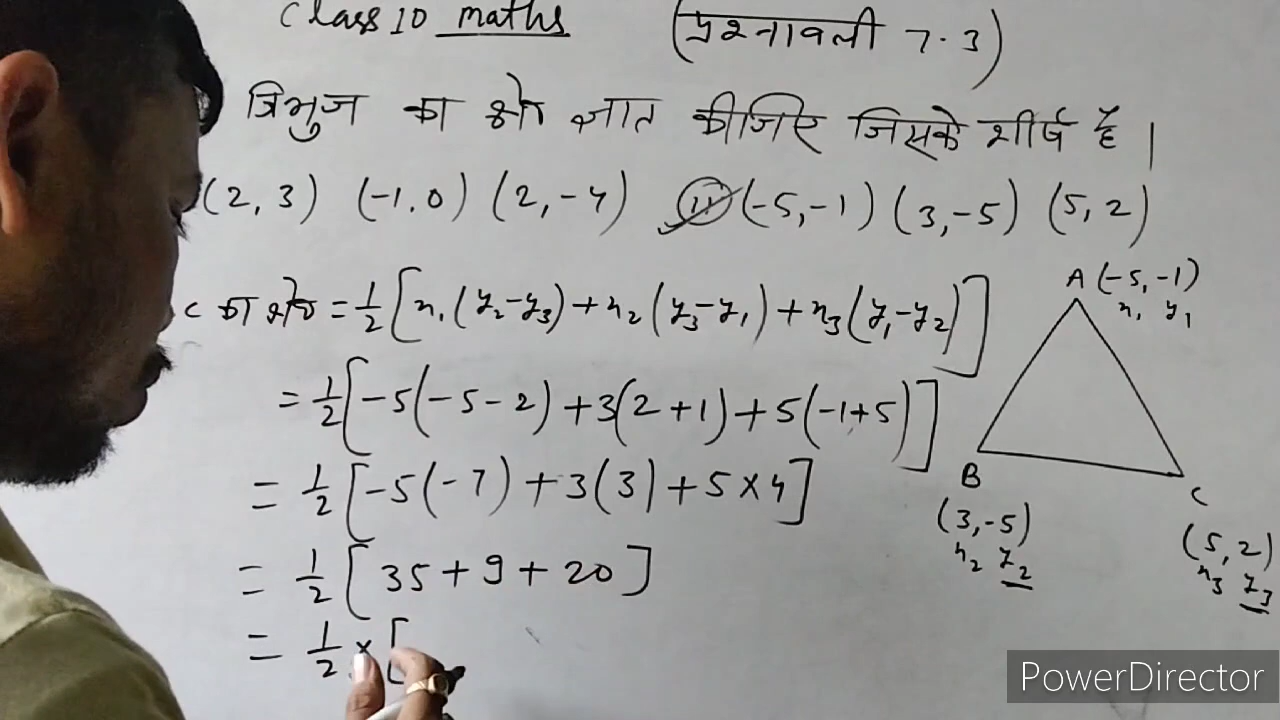 Class 10 maths (प्रश्नावली 7.3)
त्रिभुज का क्षेत्र ज्ञात कीजिए जिसके शीर्ष हैं।
(2, 3) (-1, 0) (2, -4) (ii) (-5, -1) (3, -5) (5, 2)
C का क्षेत्र = 1/2 [x₁(y₂-y₃) + x₂(y₃-y₁) + x₃(y₁-y₂)]
= 1/2 [-5(-5-2) + 3(2+1) + 5(-1+5)]
= 1/2 [-5(-7) + 3(3) + 5×4]
= 1/2 [35 + 9 + 20]
= 1/2 × [
A (-5, -1)
x₁ y₁
B
(3, -5)
x₂ y₂
C
(5, 2)
x₃ y₃
PowerDirector